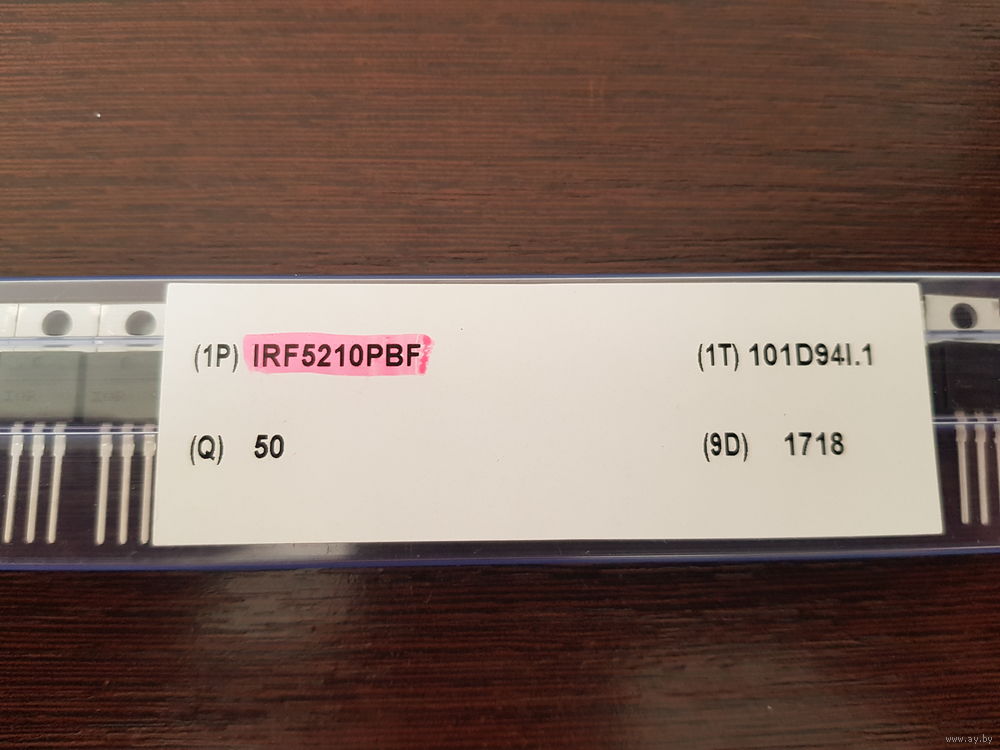 (1P) IRF5210PBF (1T) 101D94I.1
(Q) 50 (9D) 1718
www.ay.by